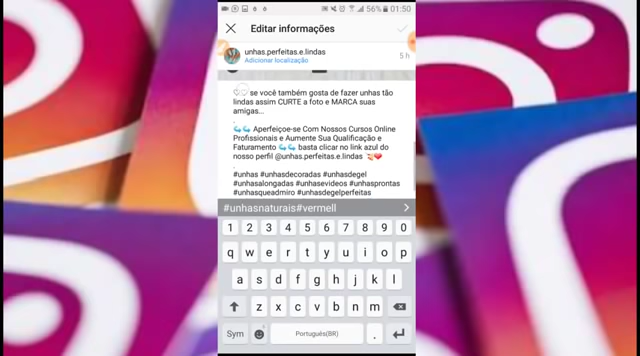 56% 01:50
Editar informações
unhas.perfeitas.e.lindas
Adicionar localização
5 h
se você também gosta de fazer unhas tão
lindas assim CURTE a foto e MARCA suas
amigas...
.
Aperfeiçoe-se Com Nossos Cursos Online
Profissionais e Aumente Sua Qualificação e
Faturamento basta clicar no link azul do
nosso perfil @unhas.perfeitas.e.lindas
.
#unhas #unhasdecoradas #unhasdegel
#unhasalongadas #unhasevideos #unhasprontas
#unhasqueadmiro #unhasdegelperfeitas
#unhasnaturais#vermell
1 2 3 4 5 6 7 8 9 0
q w e r t y u i o p
a s d f g h j k l
z x c v b n m
Sym Português(BR) .